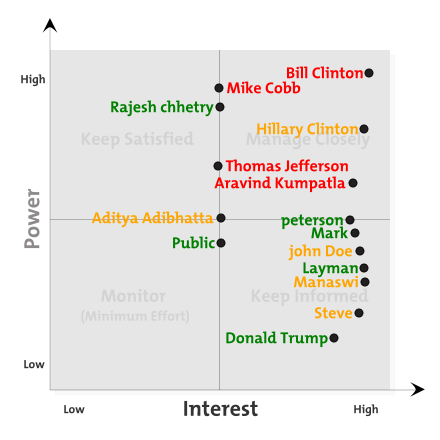 High
Bill Clinton
Mike Cobb
Rajesh chhetry
Hillary Clinton
Keep Satisfied
Manage Closely
Thomas Jefferson
Aravind Kumpatla
Power
Aditya Adibhatta
peterson
Mark
Public
john Doe
Layman
Manaswi
Monitor
Keep Informed
(Minimum Effort)
Steve
Donald Trump
Low
Low
Interest
High